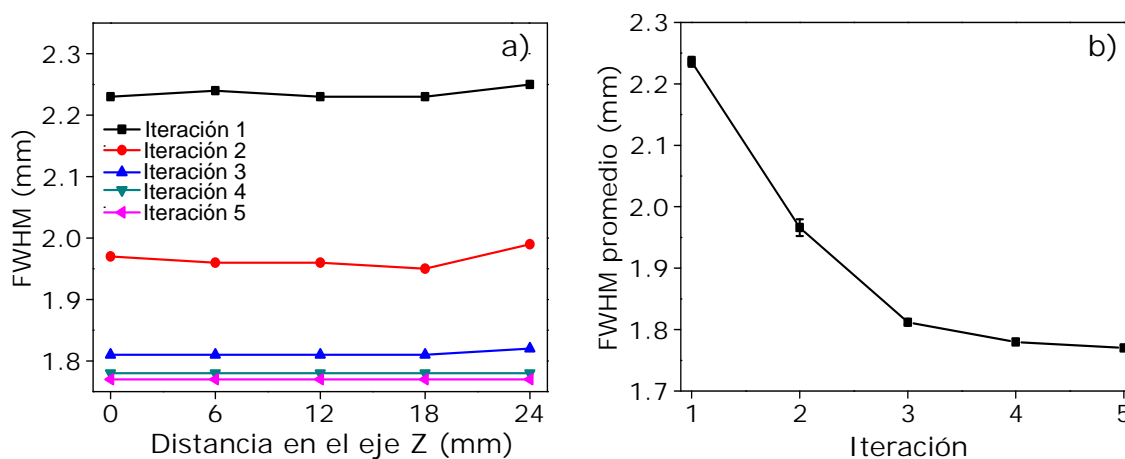 a)
2.3
2.2
2.1
2.0
1.9
1.8
FWHM (mm)
Iteración 1
Iteración 2
Iteración 3
Iteración 4
Iteración 5
0 6 12 18 24
Distancia en el eje Z (mm)
b)
2.3
2.2
2.1
2.0
1.9
1.8
1.7
FWHM promedio (mm)
1 2 3 4 5
Iteración